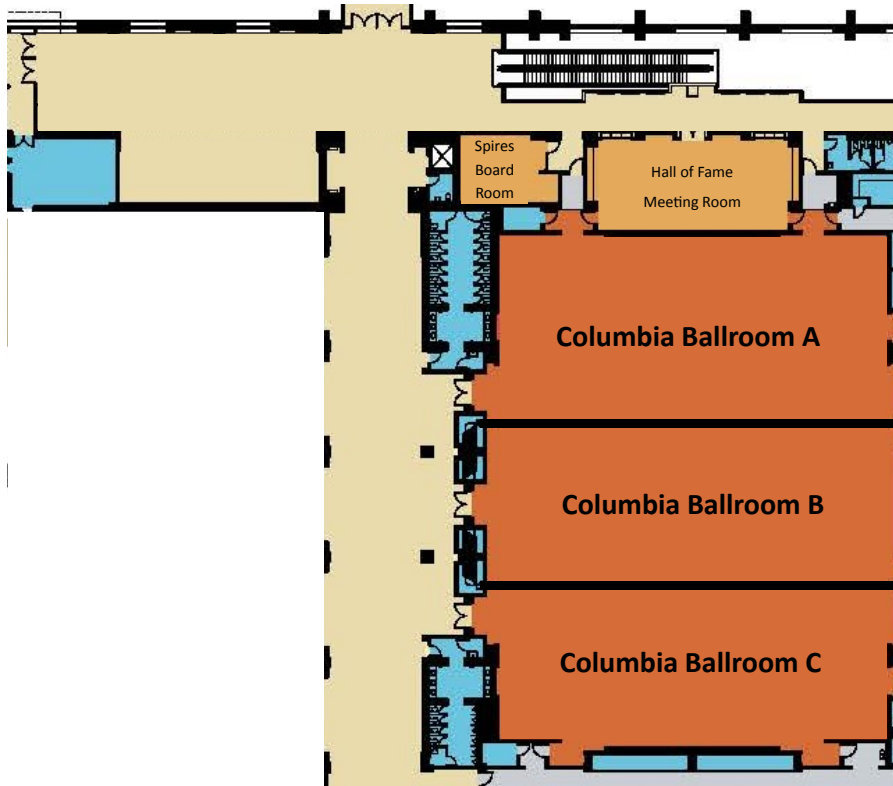 Spires
Board
Room
Hall of Fame
Meeting Room
Columbia Ballroom A
Columbia Ballroom B
Columbia Ballroom C